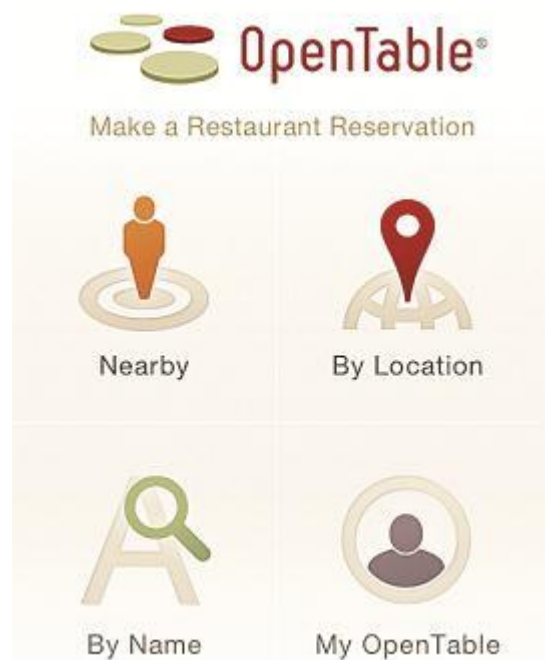 OpenTable®
Make a Restaurant Reservation
Nearby
By Location
By Name
My OpenTable